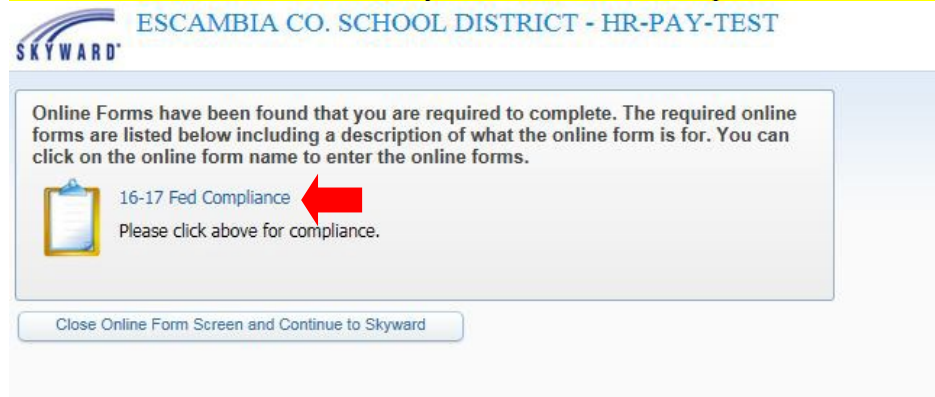 ESCAMBIA CO. SCHOOL DISTRICT - HR-PAY-TEST
SKYWARD
Online Forms have been found that you are required to complete. The required online
forms are listed below including a description of what the online form is for. You can
click on the online form name to enter the online forms.
16-17 Fed Compliance
Please click above for compliance.
Close Online Form Screen and Continue to Skyward